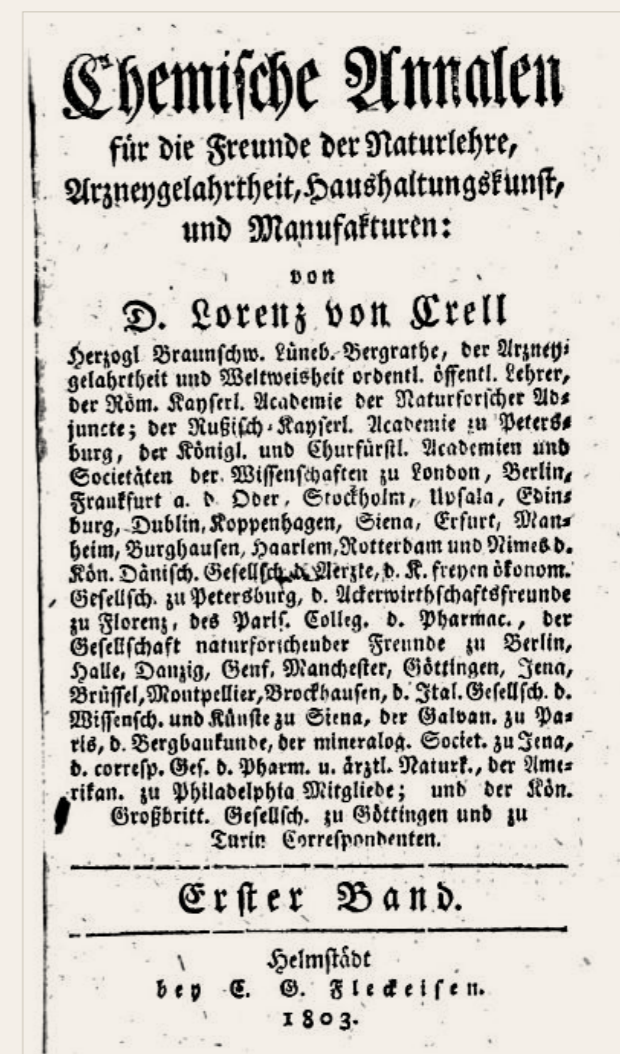 Chemische Annalen
für die Freunde der Naturlehre,
Arzneygelahrtheit, Haushaltungskunst,
und Manufakturen:
von
D. Lorenz von Crell
Herzogl Braunschw. Lüneb. Bergrathe, der Arzney⸗
gelahrtheit und Weltweisheit ordentl. öffentl. Lehrer,
der Röm. Kayserl. Academie der Naturforscher Ad⸗
juncte; der Rußisch⸗Kayserl. Academie zu Peters⸗
burg, der Königl. und Churfürstl. Academien und
Societäten der Wissenschaften zu London, Berlin,
Frankfurt a. d Oder, Stockholm, Upsala, Edin⸗
burg, Dublin, Koppenhagen, Siena, Erfurt, Man⸗
heim, Burghausen, Haarlem, Rotterdam und Nimes d.
Kön. Dänisch. Gesellsch. d. Aerzte, d. K. freyen ökonom.
Gesellsch. zu Petersburg, d. Ackerwirthschaftsfreunde
zu Florenz, des Paris. Colleg. d. Pharmac., der
Gesellschaft naturforschender Freunde zu Berlin,
Halle, Danzig, Genf, Manchester, Göttingen, Jena,
Brüssel, Montpellier, Brockhausen, d. Ital. Gesellsch. d.
Wissensch. und Künste zu Siena, der Galvan. zu Pa⸗
ris, d. Bergbaukunde, der mineralog. Societ. zu Jena,
d. corresp. Ges. d. Pharm. u. ärztl. Naturk., der Ame⸗
rikan. zu Philadelphia Mitgliede; und der Kön.
Großbritt. Gesellsch. zu Göttingen und zu
Turin Correspondenten.
Erster Band.
Helmstädt
bey C. G. Fleckeisen.
1803.